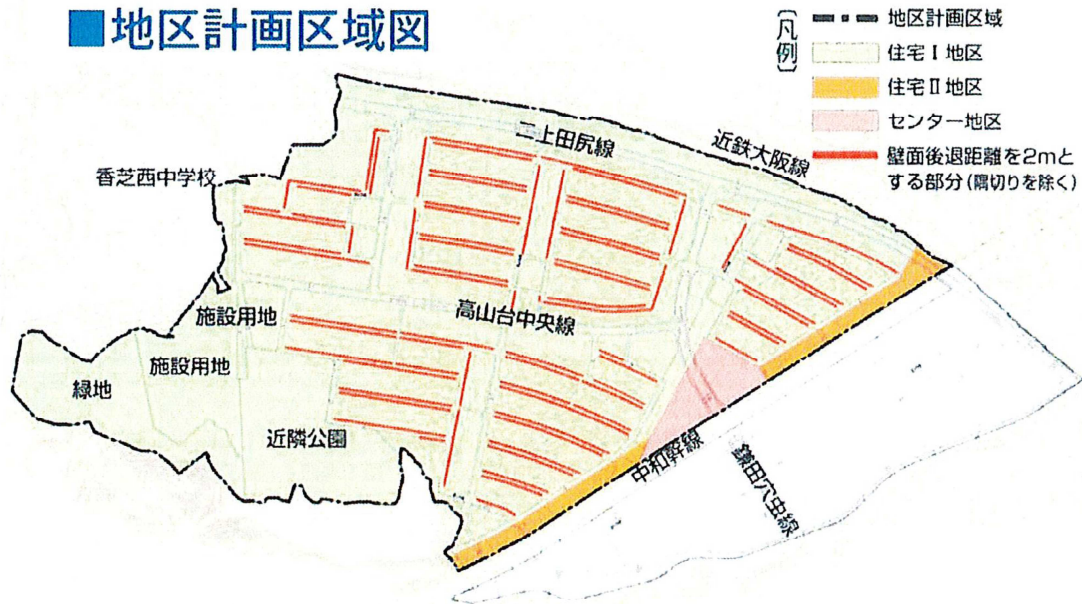 ■地区計画区域図
〔凡例〕
地区計画区域
住宅Ⅰ地区
住宅Ⅱ地区
センター地区
壁面後退距離を2mと
する部分(隅切りを除く)
二上田尻線
近鉄大阪線
香芝西中学校
高山台中央線
施設用地
施設用地
緑地
近隣公園
中和幹線
鎌田穴虫線